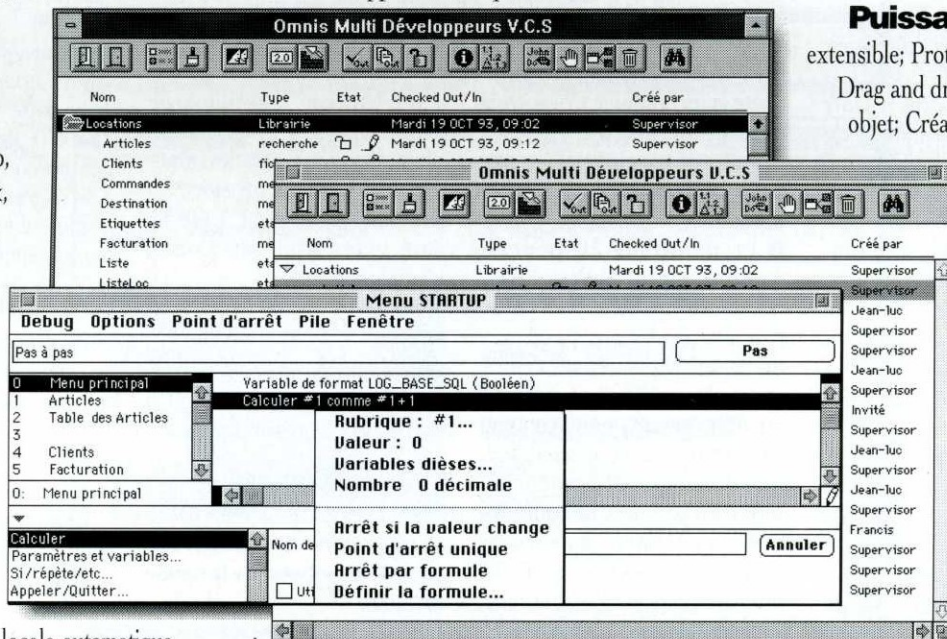 Puissa
extensible; Prou
Drag and dr
objet; Créa
Omnis Multi Développeurs V.C.S
Nom Type Etat Checked Out/In Créé par
Locations Librairie Mardi 19 OCT 93, 09:02 Supervisor
Articles recherche Mardi 19 OCT 93, 09:12 Supervisor
Clients
Commandes
Destination
Etiquettes
Facturation
Liste
ListeLoc
Omnis Multi Développeurs V.C.S
2.0
Nom Type Etat Checked Out/In Créé par
Locations Librairie Mardi 19 OCT 93, 09:02 Supervisor
Supervisor
Jean-luc
Supervisor
Supervisor
Jean-luc
Supervisor
Invité
Supervisor
Jean-luc
Supervisor
Jean-luc
Supervisor
Francis
Supervisor
Supervisor
Supervisor
Menu STARTUP
Debug Options Point d'arrêt Pile Fenêtre
Pas à pas Pas
0 Menu principal
1 Articles
2 Table des Articles
3
4 Clients
5 Facturation
0: Menu principal
Variable de format LOG_BASE_SQL (Booléen)
Calculer #1 comme #1+1
Rubrique : #1...
Valeur : 0
Variables dièses...
Nombre 0 décimale
Arrêt si la valeur change
Point d'arrêt unique
Arrêt par formule
Définir la formule...
Calculer
Paramètres et variables...
Si/répète/etc...
Appeler/Quitter...
Nom de
Uti
Annuler
locale automatique